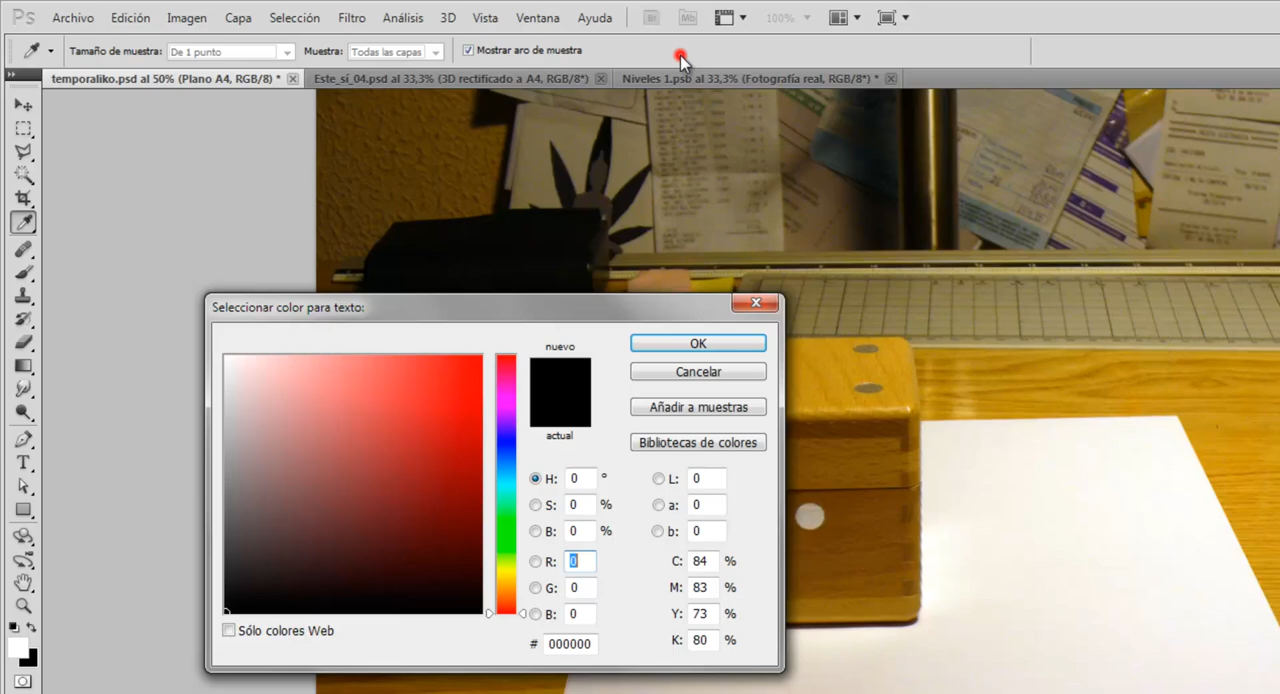 Ps Archivo Edición Imagen Capa Selección Filtro Análisis 3D Vista Ventana Ayuda Br Mb 100%
Tamaño de muestra: De 1 punto Muestra: Todas las capas Mostrar aro de muestra
temporaliko.psd al 50% (Plano A4, RGB/8) * Este_sí_04.psd al 33,3% (3D rectificado a A4, RGB/8*) Niveles 1.psb al 33,3% (Fotografía real, RGB/8*) *
Seleccionar color para texto:
nuevo
actual
OK
Cancelar
Añadir a muestras
Bibliotecas de colores
H: 0 ° L: 0
S: 0 % a: 0
B: 0 % b: 0
R: 0 C: 84 %
G: 0 M: 83 %
B: 0 Y: 73 %
# 000000 K: 80 %
Sólo colores Web